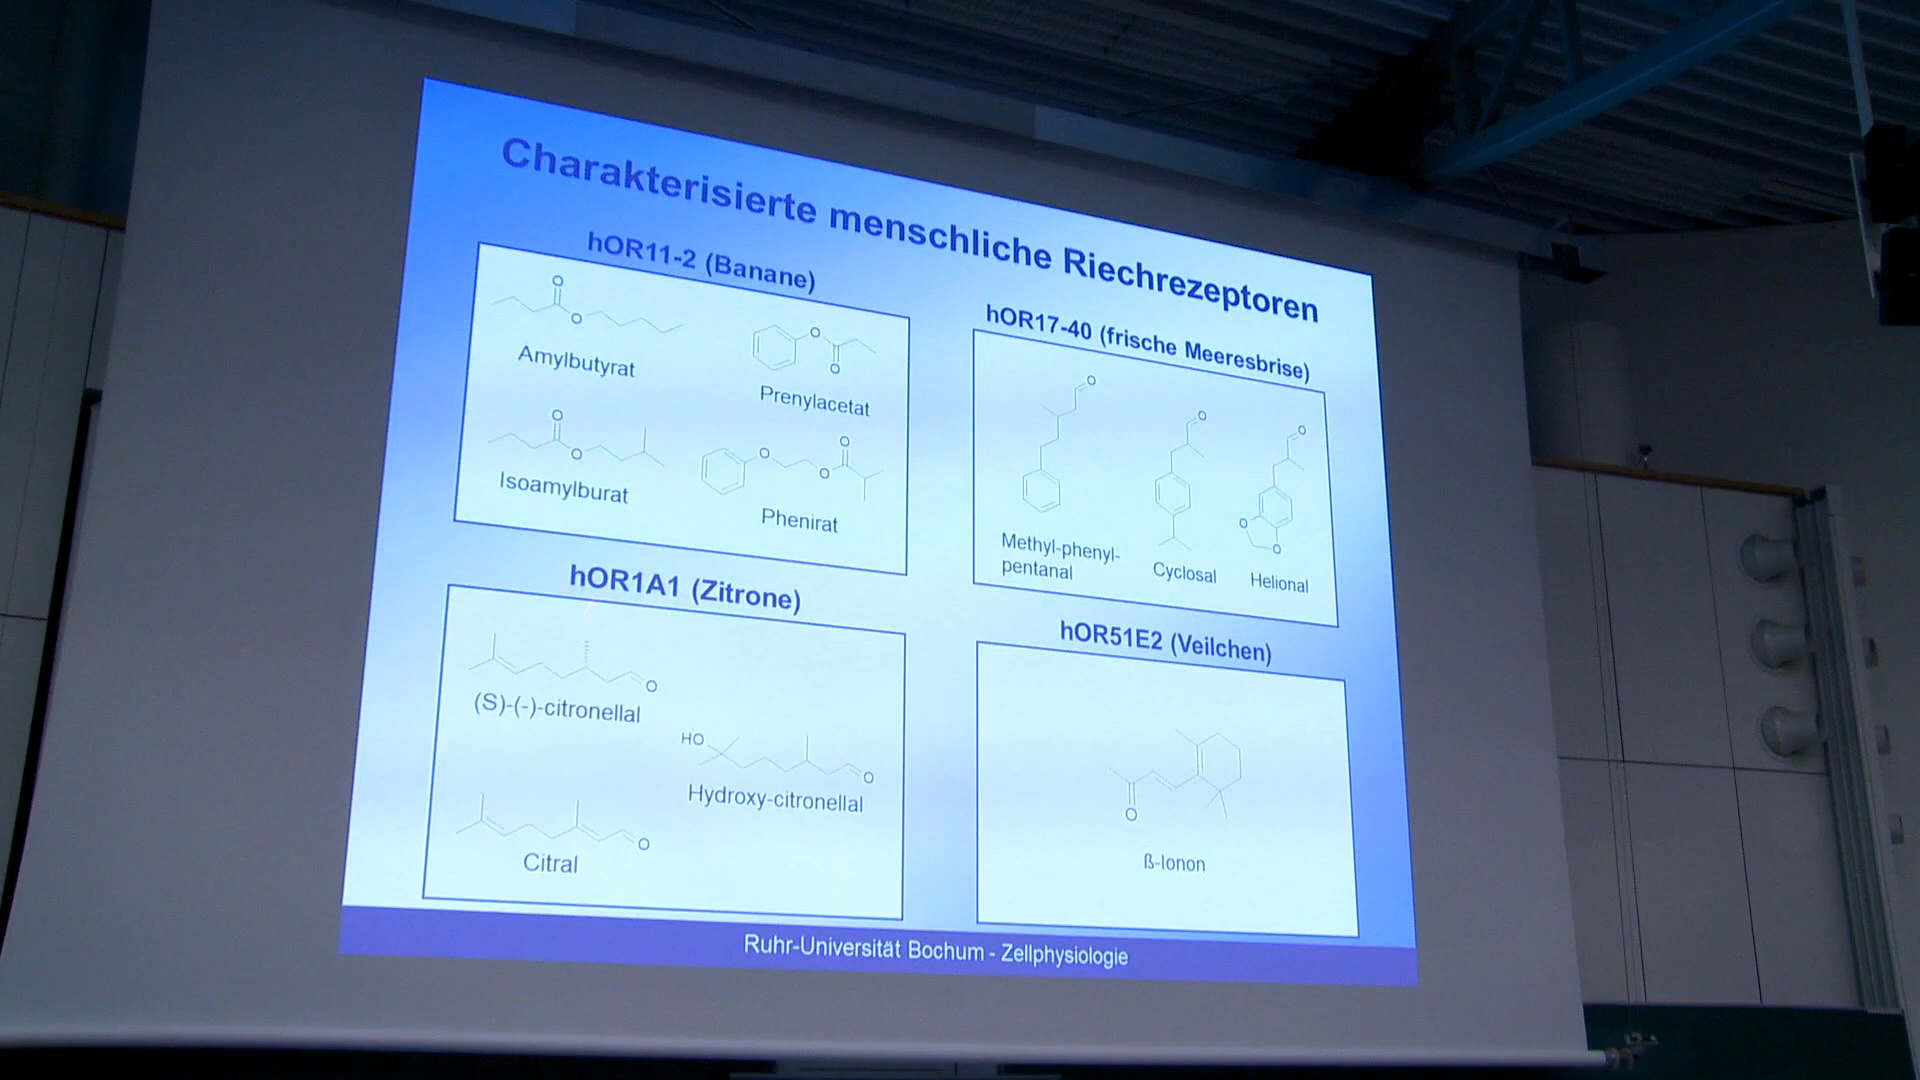 Charakterisierte menschliche Riechrezeptoren
hOR11-2 (Banane)
O
O
Amylbutyrat
O
O
Prenylacetat
O
O
Isoamylburat
O
O
O
Phenirat
hOR17-40 (frische Meeresbrise)
O
Methyl-phenyl-
pentanal
O
Cyclosal
O
O
O
Helional
hOR1A1 (Zitrone)
O
(S)-(-)-citronellal
HO
O
Hydroxy-citronellal
O
Citral
hOR51E2 (Veilchen)
O
ß-Ionon
Ruhr-Universität Bochum - Zellphysiologie